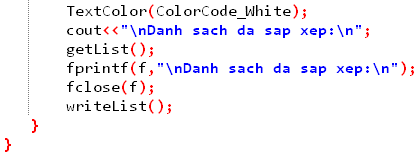 TextColor(ColorCode_White);
cout<<"\nDanh sach da sap xep:\n";
getList();
fprintf(f,"\nDanh sach da sap xep:\n");
fclose(f);
writeList();
}
}